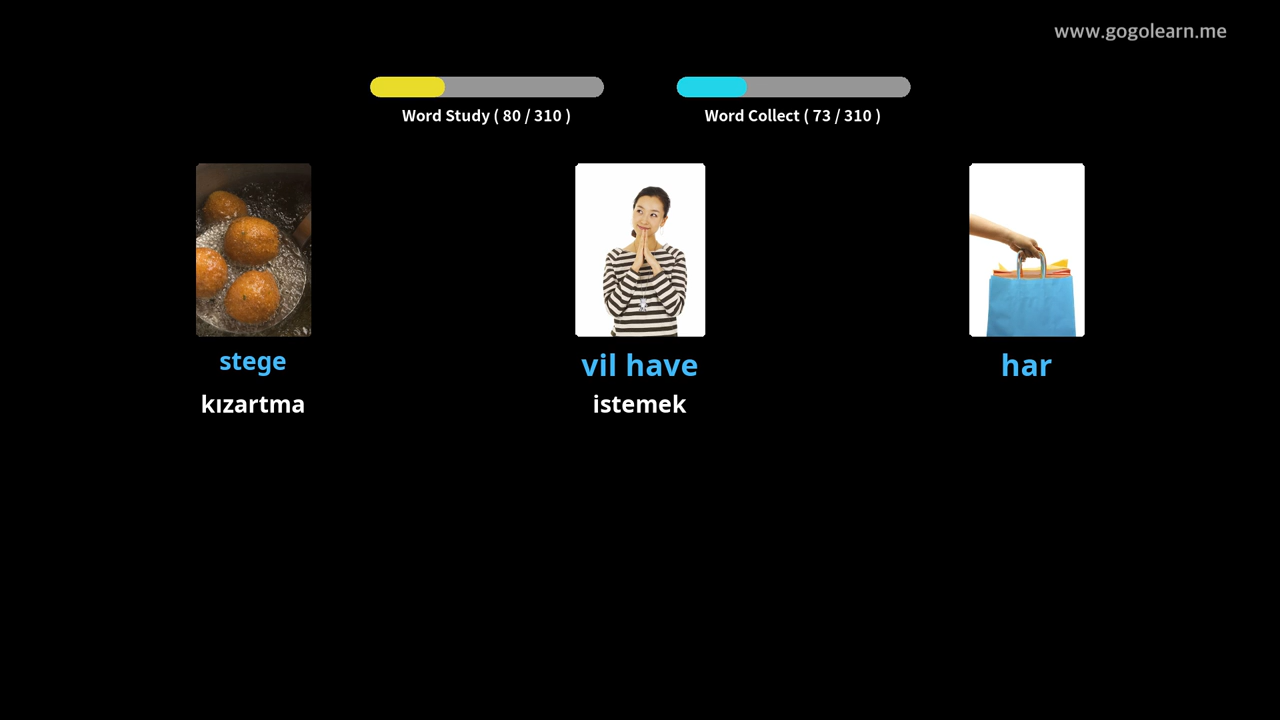 www.gogolearn.me
Word Study ( 80 / 310 )
Word Collect ( 73 / 310 )
stege
vil have
har
kızartma
istemek